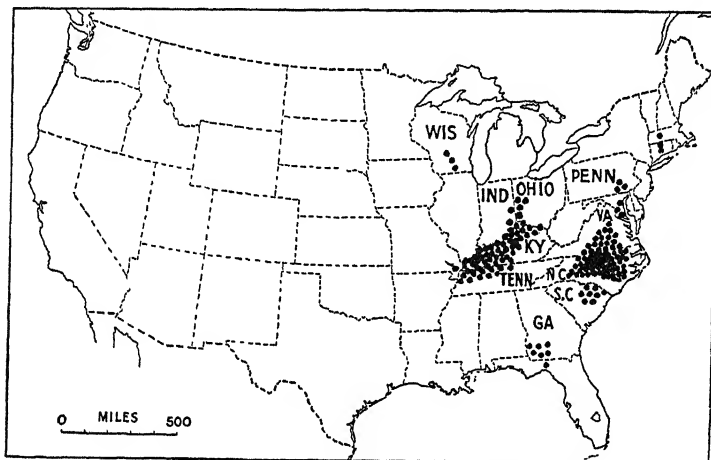 WIS
PENN
IND
OHIO
VA
KY
TENN
N C
S.C
GA
0 MILES 500